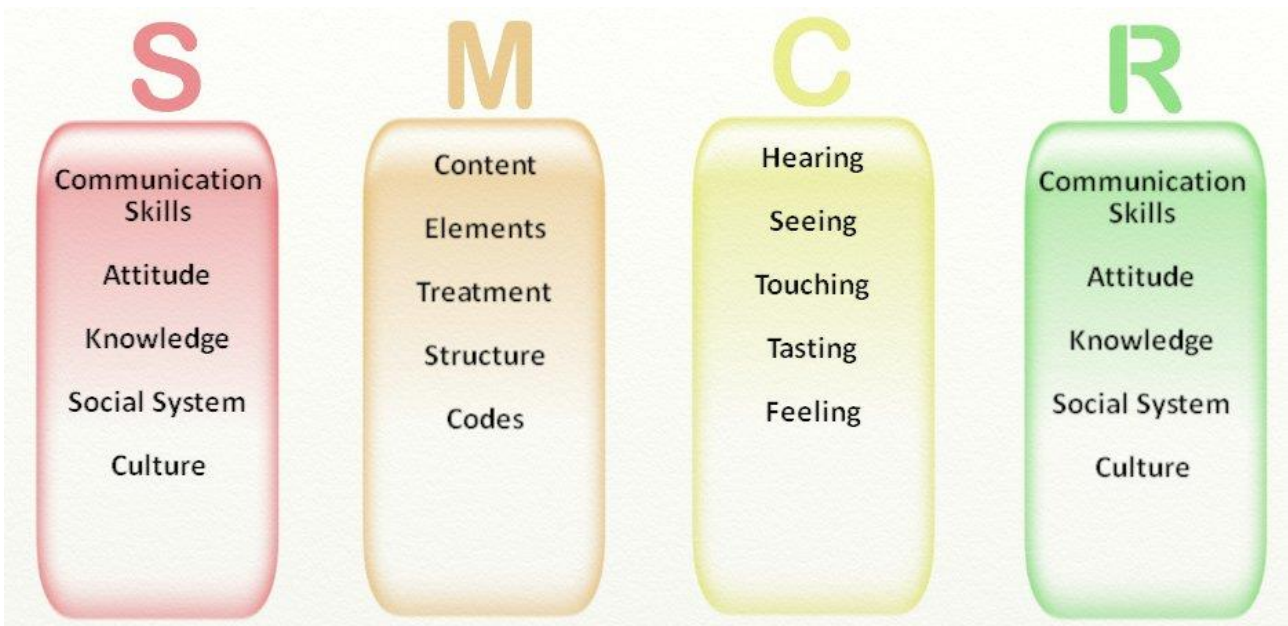 S
Communication
Skills
Attitude
Knowledge
Social System
Culture
M
Content
Elements
Treatment
Structure
Codes
C
Hearing
Seeing
Touching
Tasting
Feeling
R
Communication
Skills
Attitude
Knowledge
Social System
Culture